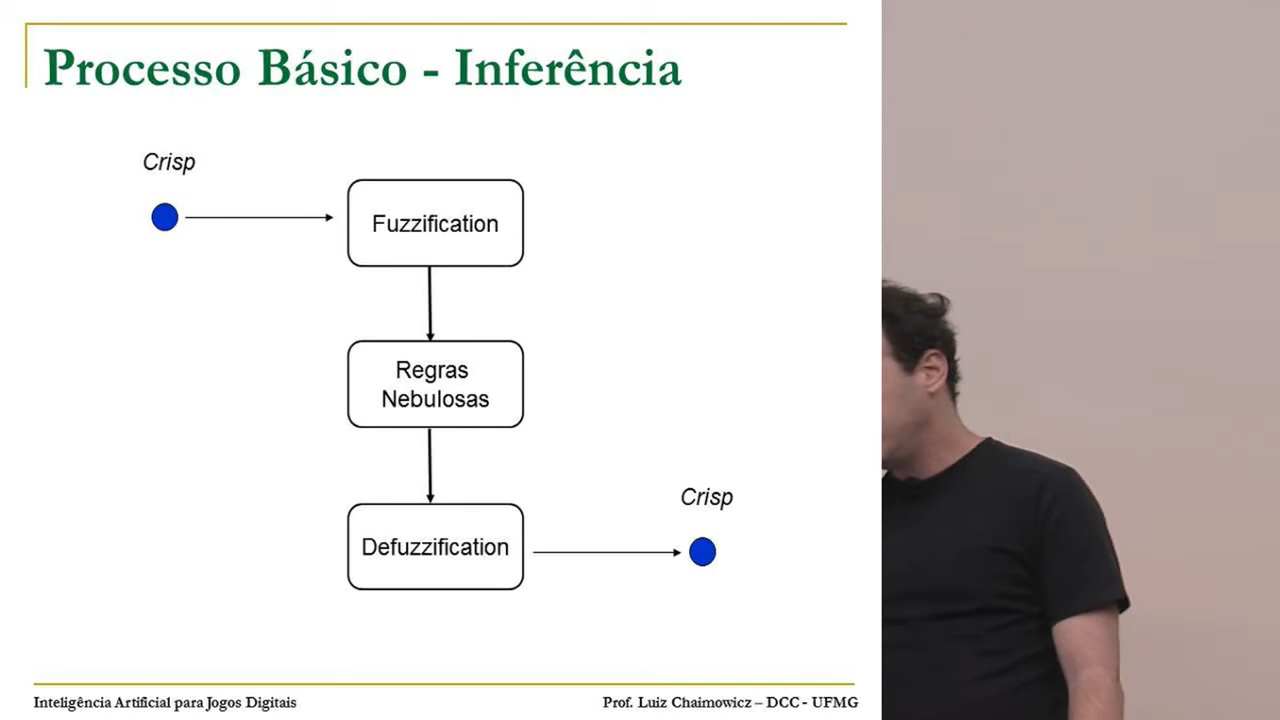 Processo Básico - Inferência
Crisp
Fuzzification
Regras
Nebulosas
Crisp
Defuzzification
Inteligência Artificial para Jogos Digitais
Prof. Luiz Chaimowicz – DCC - UFMG